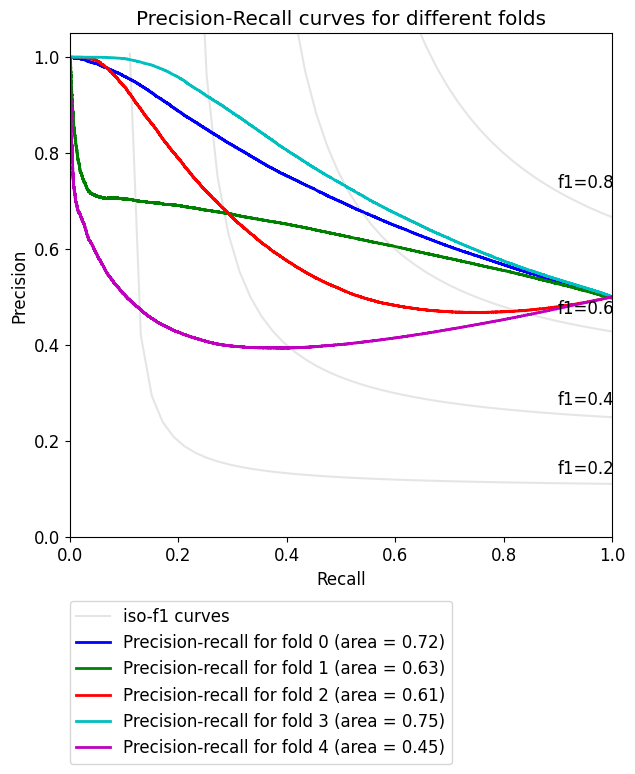 Precision-Recall curves for different folds
1.0
0.8
0.6
0.4
0.2
0.0
Precision
f1=0.8
f1=0.6
f1=0.4
f1=0.2
0.0 0.2 0.4 0.6 0.8 1.0
Recall
iso-f1 curves
Precision-recall for fold 0 (area = 0.72)
Precision-recall for fold 1 (area = 0.63)
Precision-recall for fold 2 (area = 0.61)
Precision-recall for fold 3 (area = 0.75)
Precision-recall for fold 4 (area = 0.45)